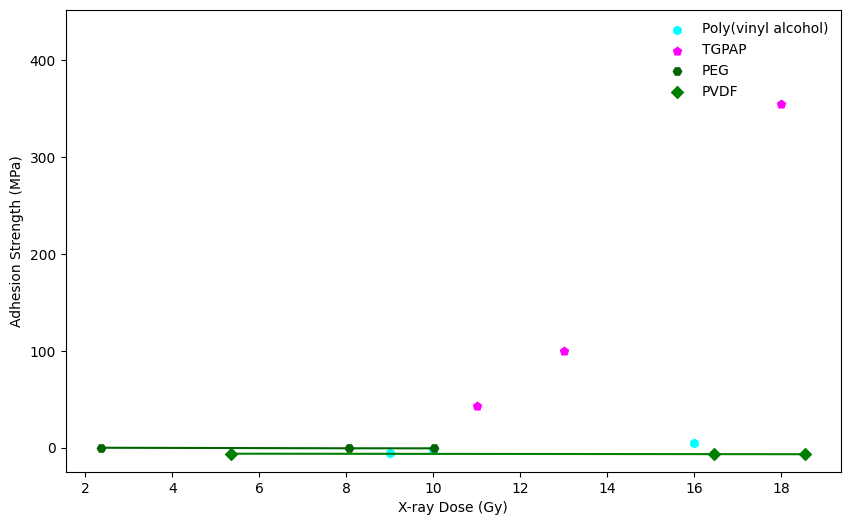 Poly(vinyl alcohol)
TGPAP
PEG
PVDF
400
300
200
100
0
Adhesion Strength (MPa)
2 4 6 8 10 12 14 16 18
X-ray Dose (Gy)